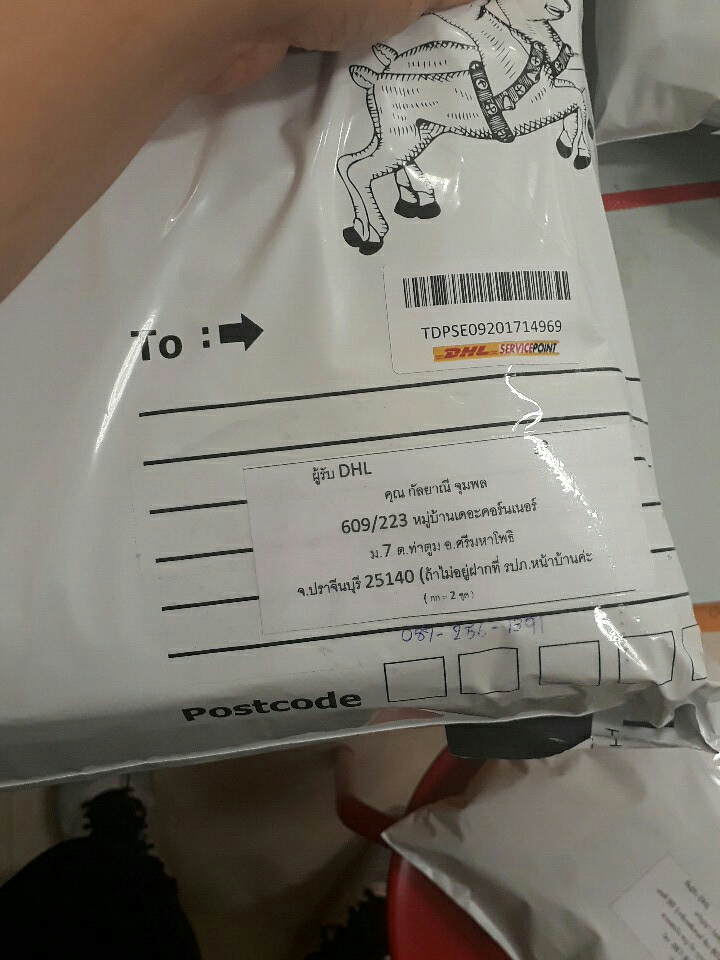 TDPSE09201714969
DHL SERVICEPOINT
To :
ผู้รับ DHL
คุณ กัลยาณี จุมพล
609/223 หมู่บ้านเดอะคอร์นเนอร์
ม.7 ต.ท่าตูม อ.ศรีมหาโพธิ
จ.ปราจีนบุรี 25140 (ถ้าไม่อยู่ฝากที่ รปภ.หน้าบ้านค่ะ
Postcode